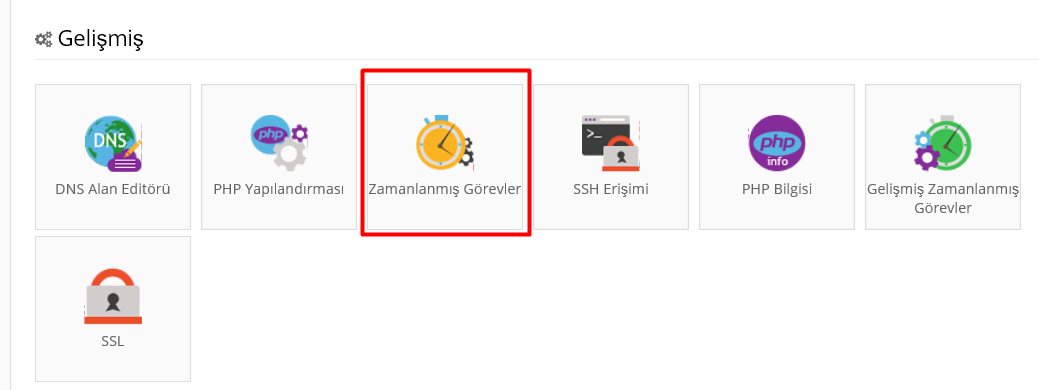 Gelişmiş
DNS
DNS Alan Editörü
php
PHP Yapılandırması
Zamanlanmış Görevler
>_
SSH Erişimi
php
info
PHP Bilgisi
Gelişmiş Zamanlanmış
Görevler
SSL